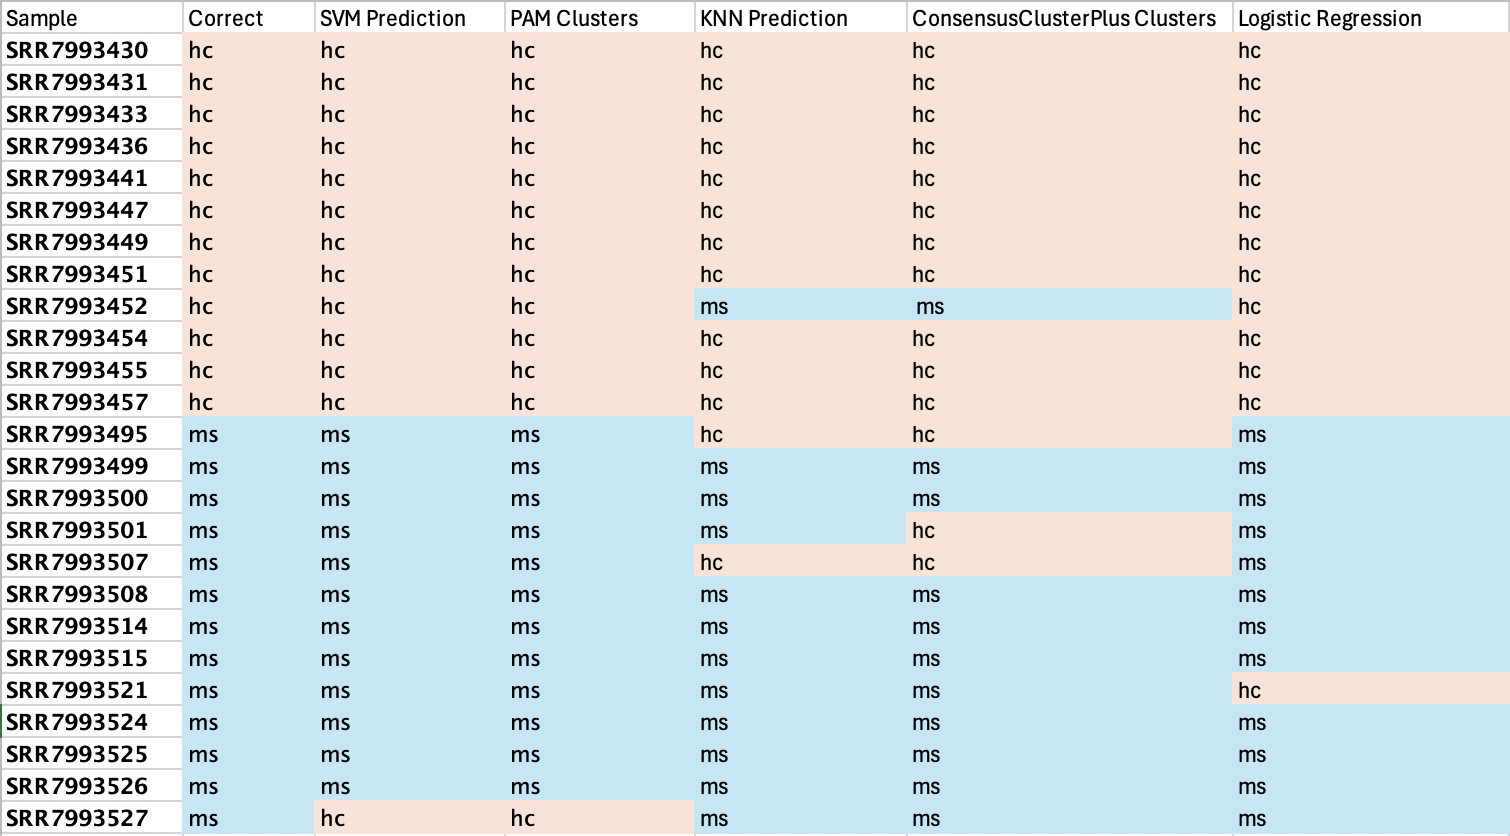 Sample Correct SVM Prediction PAM Clusters KNN Prediction ConsensusClusterPlus Clusters Logistic Regression
SRR7993430 hc hc hc hc hc hc
SRR7993431 hc hc hc hc hc hc
SRR7993433 hc hc hc hc hc hc
SRR7993436 hc hc hc hc hc hc
SRR7993441 hc hc hc hc hc hc
SRR7993447 hc hc hc hc hc hc
SRR7993449 hc hc hc hc hc hc
SRR7993451 hc hc hc hc hc hc
SRR7993452 hc hc hc ms ms hc
SRR7993454 hc hc hc hc hc hc
SRR7993455 hc hc hc hc hc hc
SRR7993457 hc hc hc hc hc hc
SRR7993495 ms ms ms hc hc ms
SRR7993499 ms ms ms ms ms ms
SRR7993500 ms ms ms ms ms ms
SRR7993501 ms ms ms ms hc ms
SRR7993507 ms ms ms hc hc ms
SRR7993508 ms ms ms ms ms ms
SRR7993514 ms ms ms ms ms ms
SRR7993515 ms ms ms ms ms ms
SRR7993521 ms ms ms ms ms hc
SRR7993524 ms ms ms ms ms ms
SRR7993525 ms ms ms ms ms ms
SRR7993526 ms ms ms ms ms ms
SRR7993527 ms hc hc ms ms ms